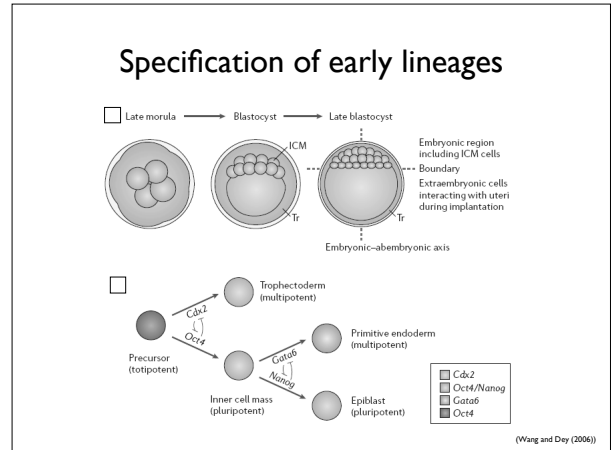 Specification of early lineages
Late morula
Blastocyst
Late blastocyst
ICM
Tr
Embryonic region
including ICM cells
Boundary
Extraembryonic cells
interacting with uteri
during implantation
Tr
Embryonic–abembryonic axis
Trophectoderm
(multipotent)
Cdx2
Oct4
Precursor
(totipotent)
Primitive endoderm
(multipotent)
Gata6
Nanog
Inner cell mass
(pluripotent)
Epiblast
(pluripotent)
Cdx2
Oct4/Nanog
Gata6
Oct4
(Wang and Dey (2006))